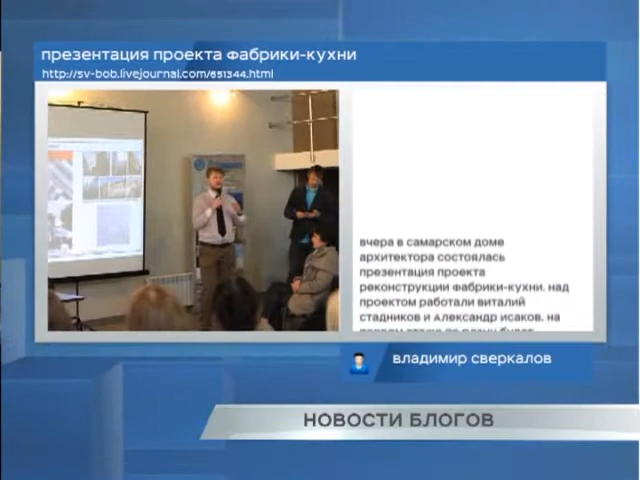 презентация проекта фабрики-кухни
http://sv-bob.livejournal.com/651344.html
вчера в самарском доме
архитектора состоялась
презентация проекта
реконструкции фабрики-кухни. над
проектом работали виталий
стадников и Александр исаков. на
владимир сверкалов
НОВОСТИ БЛОГОВ